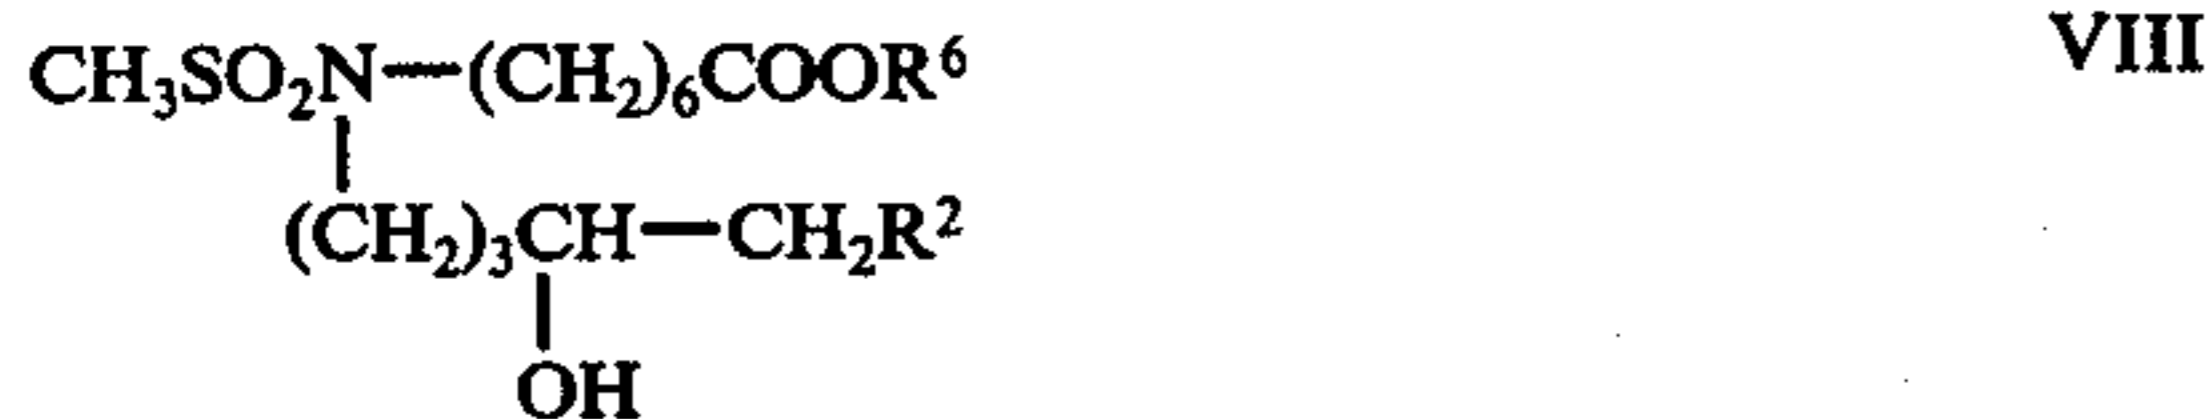 CH₃SO₂N—(CH₂)₆COOR⁶ VIII
(CH₂)₃CH—CH₂R²
OH